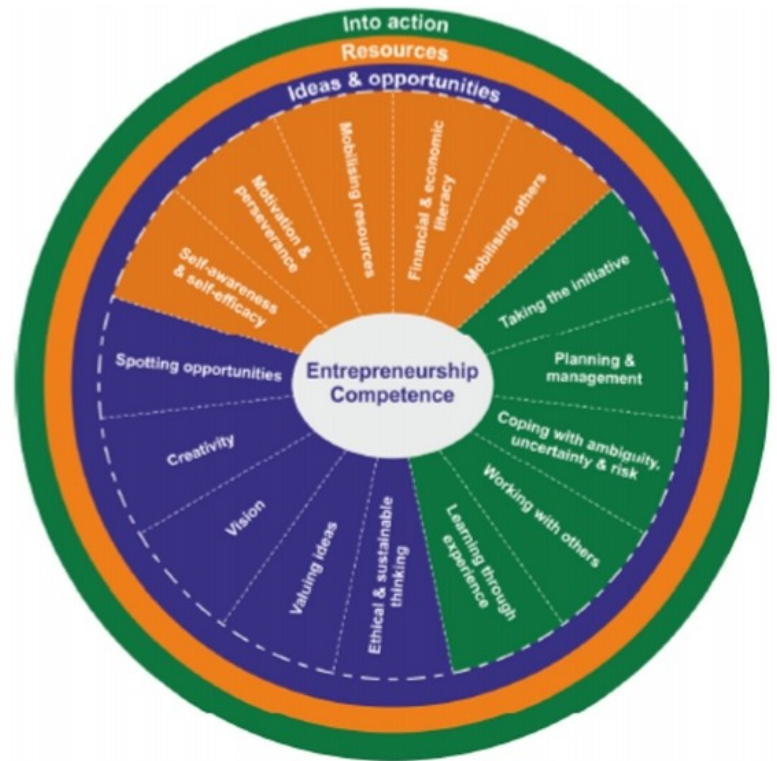 Into action
Resources
Ideas & opportunities
Self-awareness
& self-efficacy
Motivation &
perseverance
Mobilising resources
Financial & economic
literacy
Mobilising others
Taking the initiative
Planning &
management
Coping with ambiguity,
uncertainty & risk
Working with others
Learning through
experience
Ethical & sustainable
thinking
Valuing ideas
Vision
Creativity
Spotting opportunities
Entrepreneurship
Competence